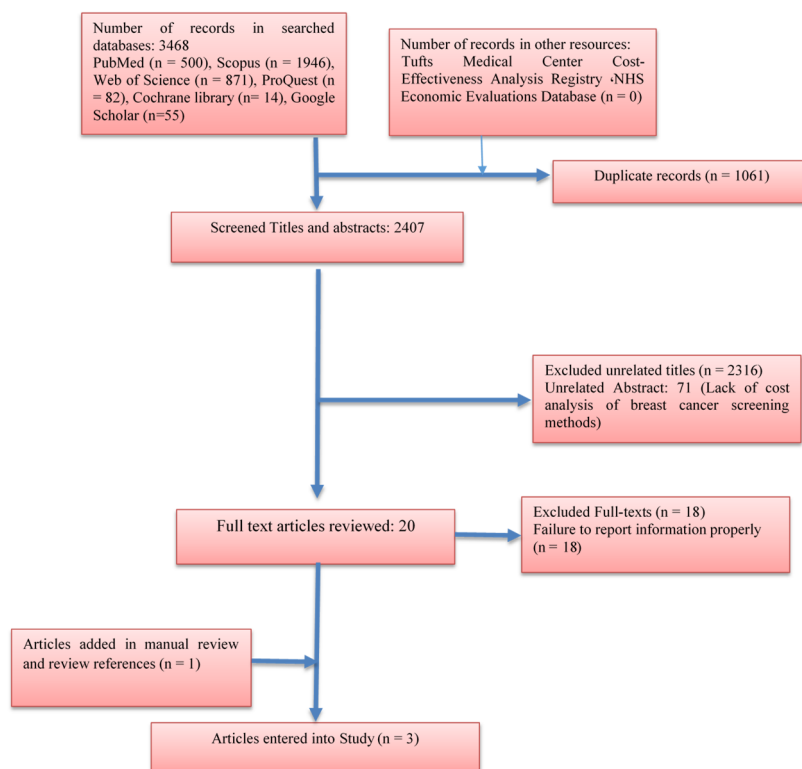 Number of records in searched
databases: 3468
PubMed (n = 500), Scopus (n = 1946),
Web of Science (n = 871), ProQuest (n
= 82), Cochrane library (n= 14), Google
Scholar (n=55)
Number of records in other resources:
Tufts Medical Center Cost-
Effectiveness Analysis Registry ،NHS
Economic Evaluations Database (n = 0)
Duplicate records (n = 1061)
Screened Titles and abstracts: 2407
Excluded unrelated titles (n = 2316)
Unrelated Abstract: 71 (Lack of cost
analysis of breast cancer screening
methods)
Full text articles reviewed: 20
Excluded Full-texts (n = 18)
Failure to report information properly
(n = 18)
Articles added in manual review
and review references (n = 1)
Articles entered into Study (n = 3)